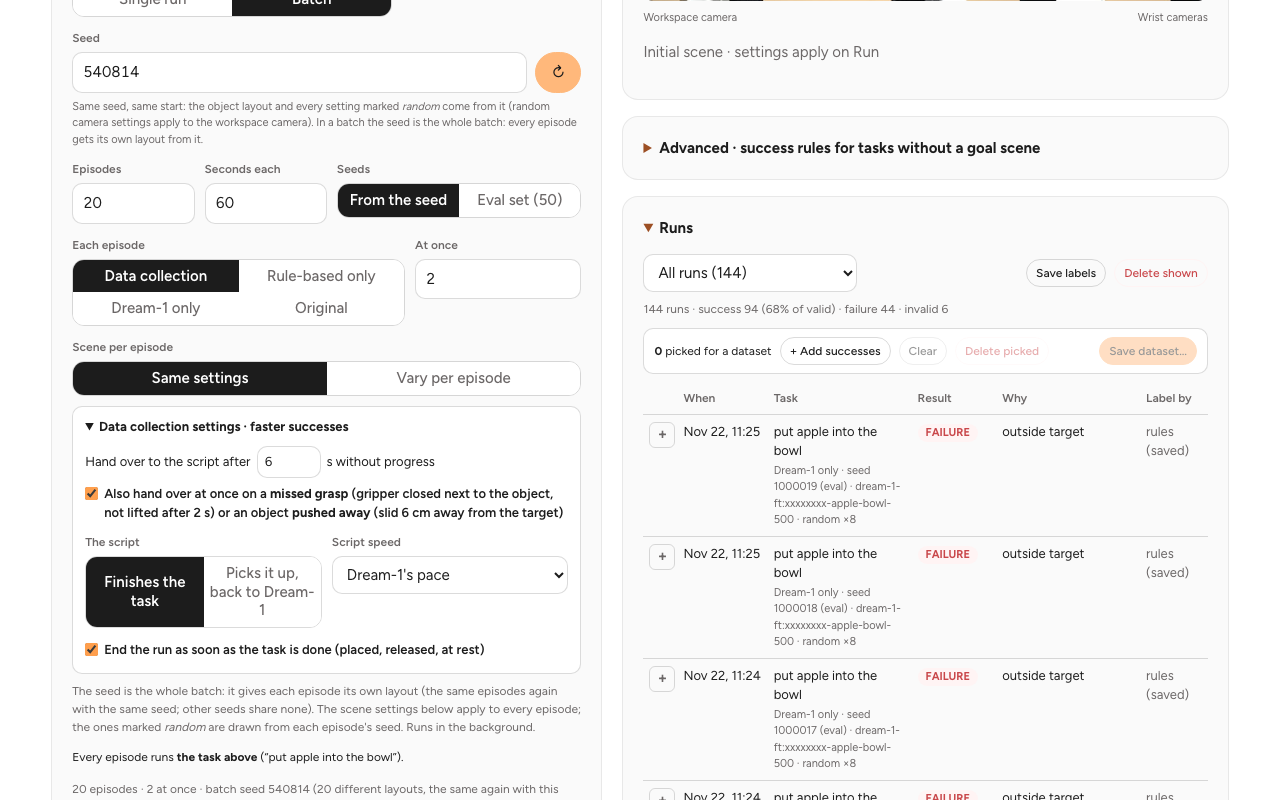 Single run
Batch
Seed
540814
↻
Same seed, same start: the object layout and every setting marked random come from it (random
camera settings apply to the workspace camera). In a batch the seed is the whole batch: every episode
gets its own layout from it.
Episodes
Seconds each
Seeds
20
60
From the seed
Eval set (50)
Each episode
At once
Data collection
Rule-based only
2
Dream-1 only
Original
Scene per episode
Same settings
Vary per episode
▼ Data collection settings · faster successes
Hand over to the script after 6 s without progress
Also hand over at once on a missed grasp (gripper closed next to the object,
not lifted after 2 s) or an object pushed away (slid 6 cm away from the target)
The script
Script speed
Finishes the
task
Picks it up,
back to Dream-
1
Dream-1's pace
End the run as soon as the task is done (placed, released, at rest)
The seed is the whole batch: it gives each episode its own layout (the same episodes again
with the same seed; other seeds share none). The scene settings below apply to every episode;
the ones marked random are drawn from each episode's seed. Runs in the background.
Every episode runs the task above ("put apple into the bowl").
20 episodes · 2 at once · batch seed 540814 (20 different layouts, the same again with this
Workspace camera
Wrist cameras
Initial scene · settings apply on Run
▶ Advanced · success rules for tasks without a goal scene
▼ Runs
All runs (144)
Save labels
Delete shown
144 runs · success 94 (68% of valid) · failure 44 · invalid 6
0 picked for a dataset
+ Add successes
Clear
Delete picked
Save dataset...
When
Task
Result
Why
Label by
+
Nov 22, 11:25
put apple into the
bowl
Dream-1 only · seed
1000019 (eval) · dream-1-
ft:xxxxxxxx-apple-bowl-
500 · random ×8
FAILURE
outside target
rules
(saved)
+
Nov 22, 11:25
put apple into the
bowl
Dream-1 only · seed
1000018 (eval) · dream-1-
ft:xxxxxxxx-apple-bowl-
500 · random ×8
FAILURE
outside target
rules
(saved)
+
Nov 22, 11:24
put apple into the
bowl
Dream-1 only · seed
1000017 (eval) · dream-1-
ft:xxxxxxxx-apple-bowl-
500 · random ×8
FAILURE
outside target
rules
(saved)
+
Nov 22, 11:24
put apple into the
FAILURE
outside target
rules